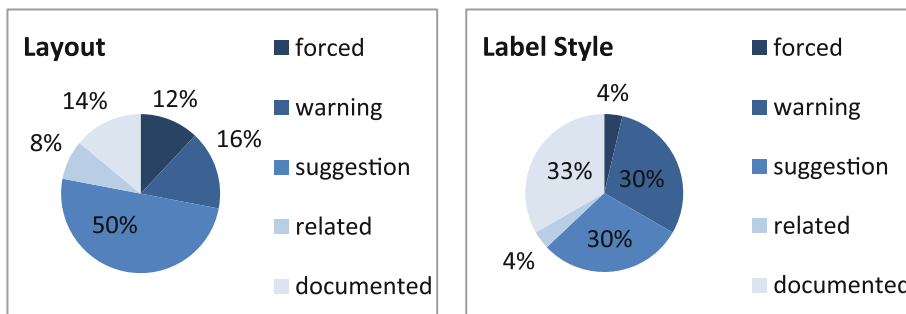 Layout
forced
warning
suggestion
related
documented
12%
16%
50%
8%
14%
Label Style
forced
warning
suggestion
related
documented
4%
30%
30%
4%
33%